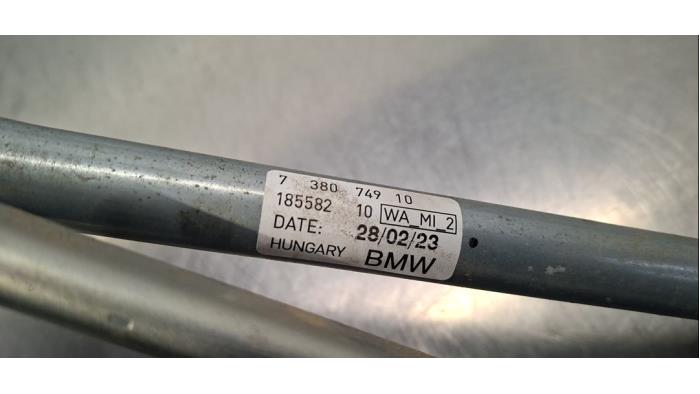 7 380 749 10
185582 10 WA_MI_2
DATE: 28/02/23
HUNGARY BMW